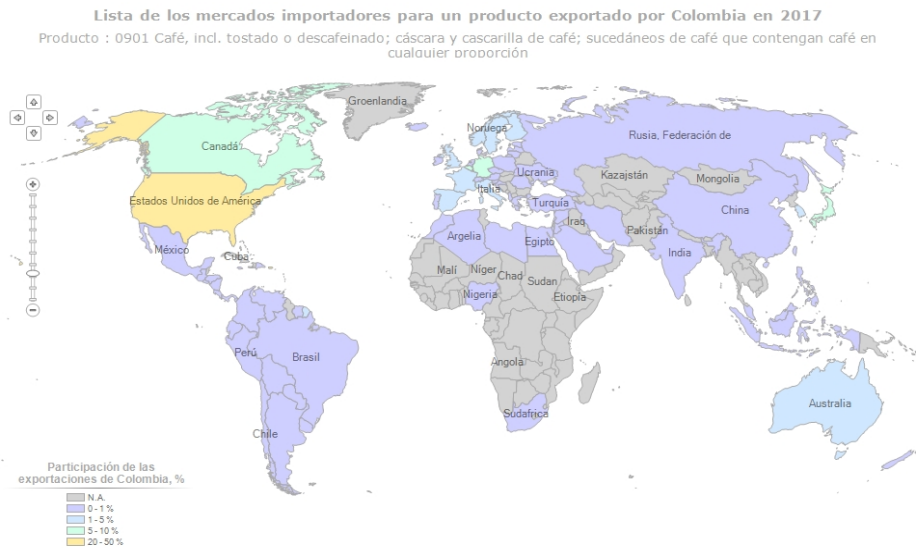 Lista de los mercados importadores para un producto exportado por Colombia en 2017
Producto : 0901 Café, incl. tostado o descafeinado; cáscara y cascarilla de café; sucedáneos de café que contengan café en
cualquier proporción
Groenlandia
Noruega
Canadá
Rusia, Federación de
Ucrania
Kazajstán
Mongolia
Italia
Estados Unidos de América
Turquía
China
Iraq
Pakistán
Argelia
Egipto
India
México
Cuba
Malí
Níger
Chad
Sudan
Nigeria
Etiopia
Perú
Brasil
Angola
Australia
Sudafrica
Chile
Participación de las
exportaciones de Colombia, %
N.A.
0 - 1 %
1 - 5 %
5 - 10 %
20 - 50 %